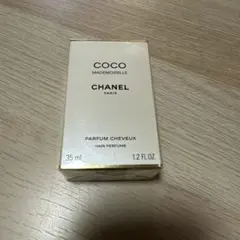 COCO
MADEMOISELLE
CHANEL
PARIS
PARFUM CHEVEUX
HAIR PERFUME
35 ml 1.2 FL.OZ.